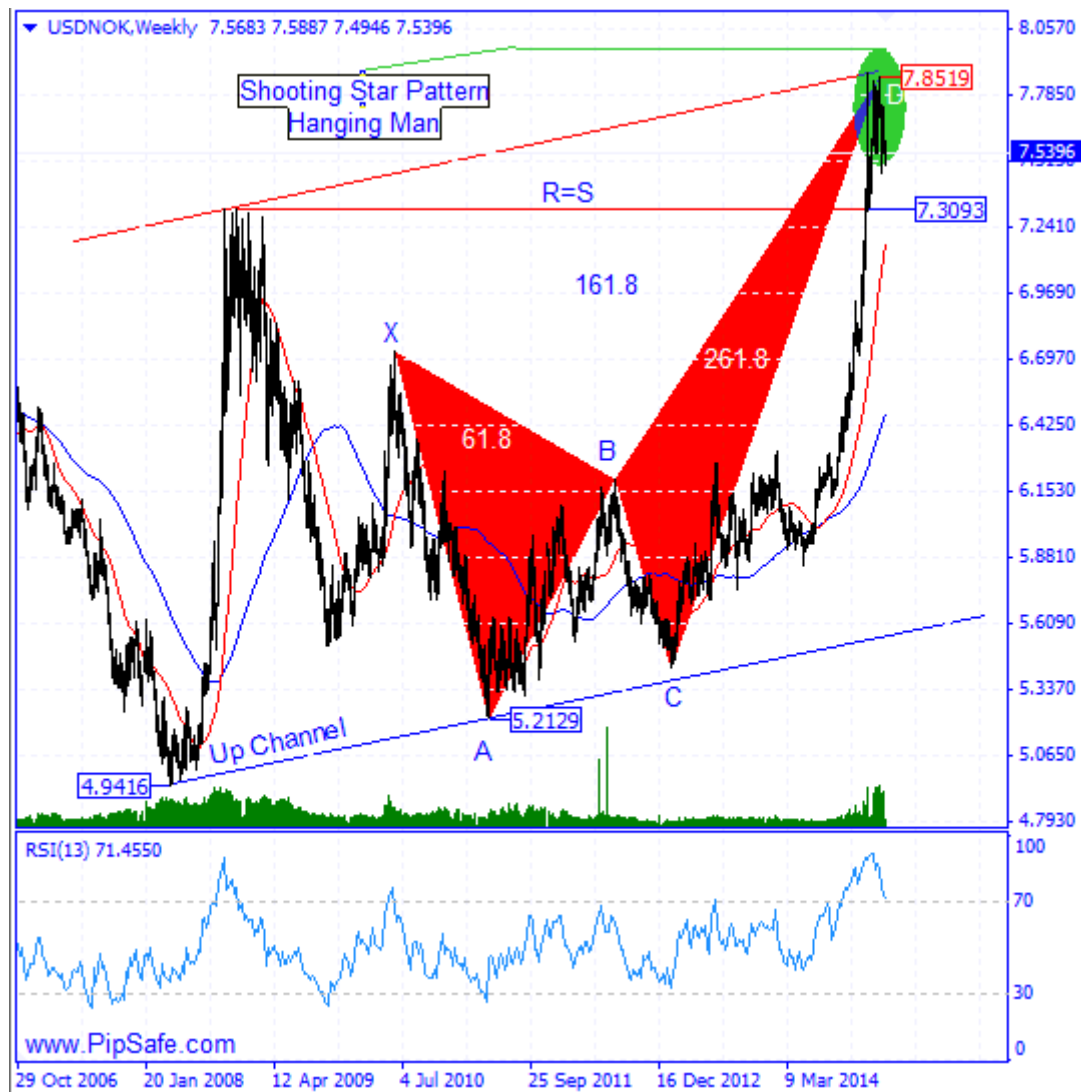 USDNOK,Weekly 7.5683 7.5887 7.4946 7.5396
8.0570
Shooting Star Pattern
Hanging Man
7.8519
D
7.7850
7.5396
R=S
7.3093
7.2410
161.8
6.9690
X
261.8
6.6970
61.8
B
6.4250
6.1530
5.8810
5.6090
C
5.3370
5.2129
Up Channel
A
5.0650
4.9416
4.7930
RSI(13) 71.4550
100
70
30
www.PipSafe.com
0
29 Oct 2006 20 Jan 2008 12 Apr 2009 4 Jul 2010 25 Sep 2011 16 Dec 2012 9 Mar 2014